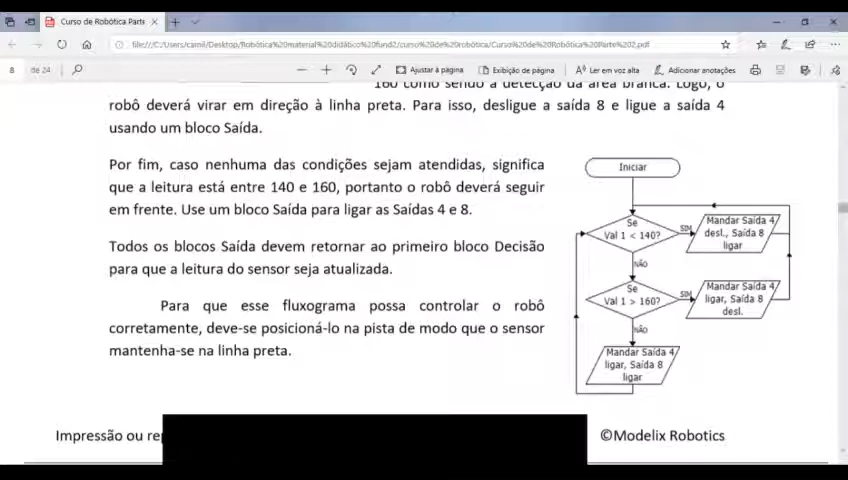 Curso de Robótica Parte
file:///C:/Users/camil/Desktop/Robótica%20material%20didático%20fund2/curso%20de%20robótica/Curso%20de%20Robótica%20Parte%202.pdf
8 de 24
Ajustar à página
Exibição de página
Ler em voz alta
Adicionar anotações
160 como sendo a detecção da área branca. Logo, o
robô deverá virar em direção à linha preta. Para isso, desligue a saída 8 e ligue a saída 4
usando um bloco Saída.
Por fim, caso nenhuma das condições sejam atendidas, significa
que a leitura está entre 140 e 160, portanto o robô deverá seguir
em frente. Use um bloco Saída para ligar as Saídas 4 e 8.
Todos os blocos Saída devem retornar ao primeiro bloco Decisão
para que a leitura do sensor seja atualizada.
Para que esse fluxograma possa controlar o robô
corretamente, deve-se posicioná-lo na pista de modo que o sensor
mantenha-se na linha preta.
Iniciar
Se
Val 1 < 140?
SIM
Mandar Saída 4
desl., Saída 8
ligar
NÃO
Se
Val 1 > 160?
SIM
Mandar Saída 4
ligar, Saída 8
desl.
NÃO
Mandar Saída 4
ligar, Saída 8
ligar
Impressão ou
©Modelix Robotics